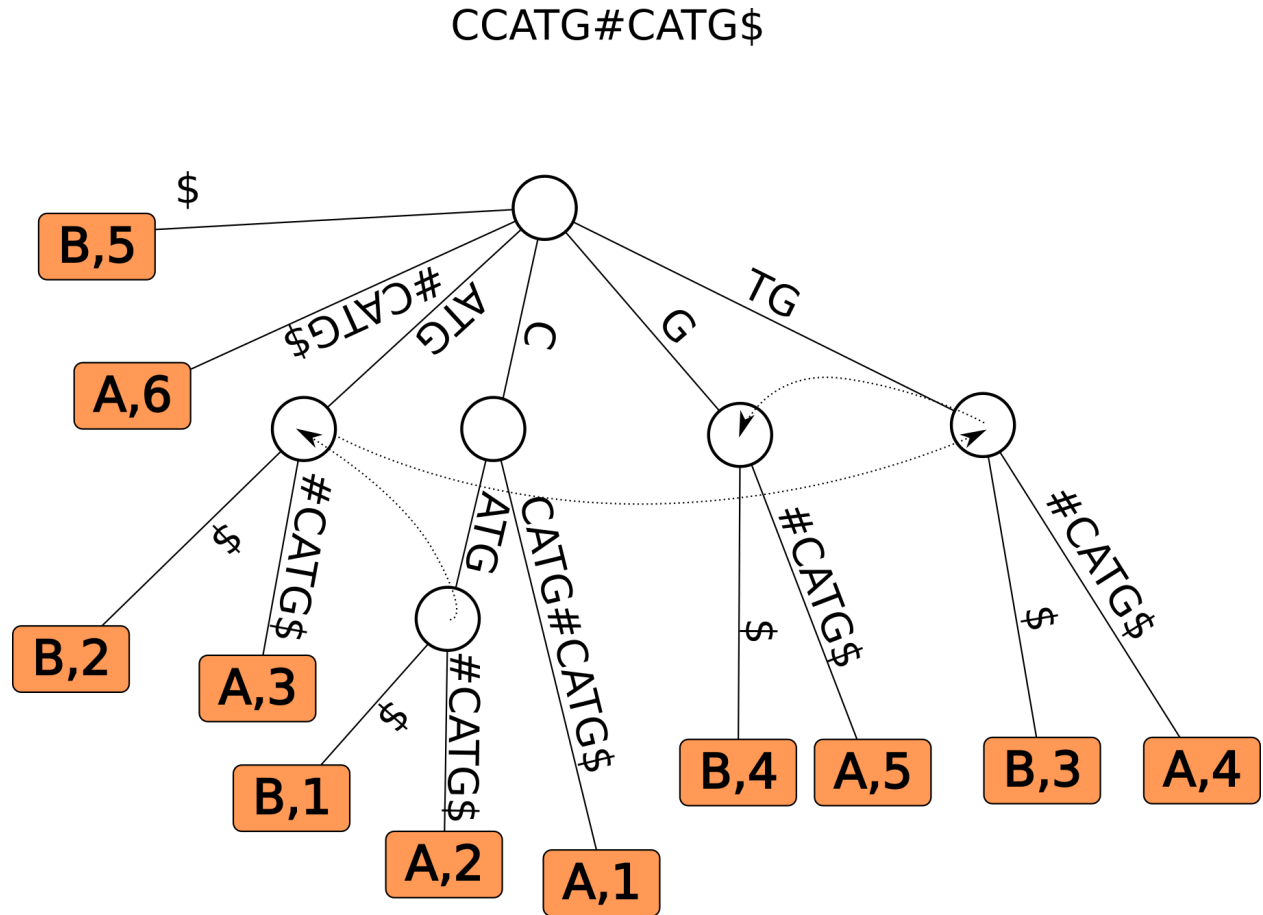 CCATG#CATG$
$
B,5
#CATG$
ATG
C
G
TG
A,6
$
#CATG$
ATG
CATG#CATG$
$
#CATG$
$
#CATG$
B,2
A,3
$
#CATG$
B,4
A,5
B,3
A,4
B,1
A,2
A,1